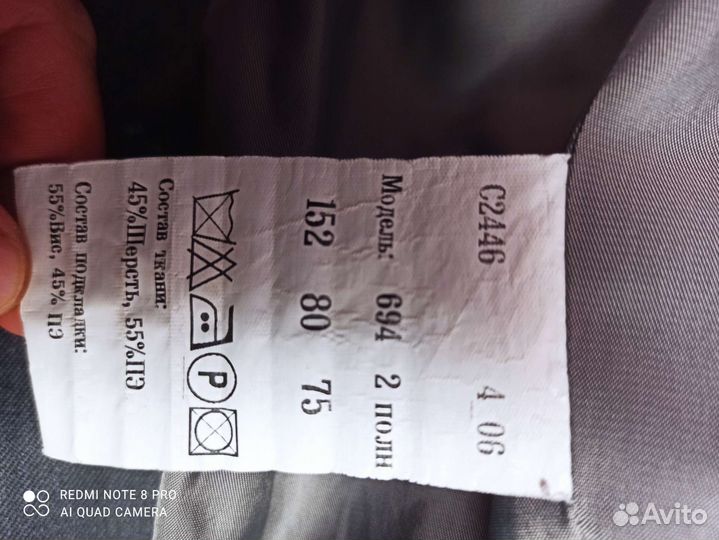 С2446 4 06
Модель: 694 2 полн
152 80 75
P
Состав ткани:
45%Шерсть, 55%ПЭ
Состав подкладки:
55%Вис, 45% ПЭ
REDMI NOTE 8 PRO
AI QUAD CAMERA
Avito